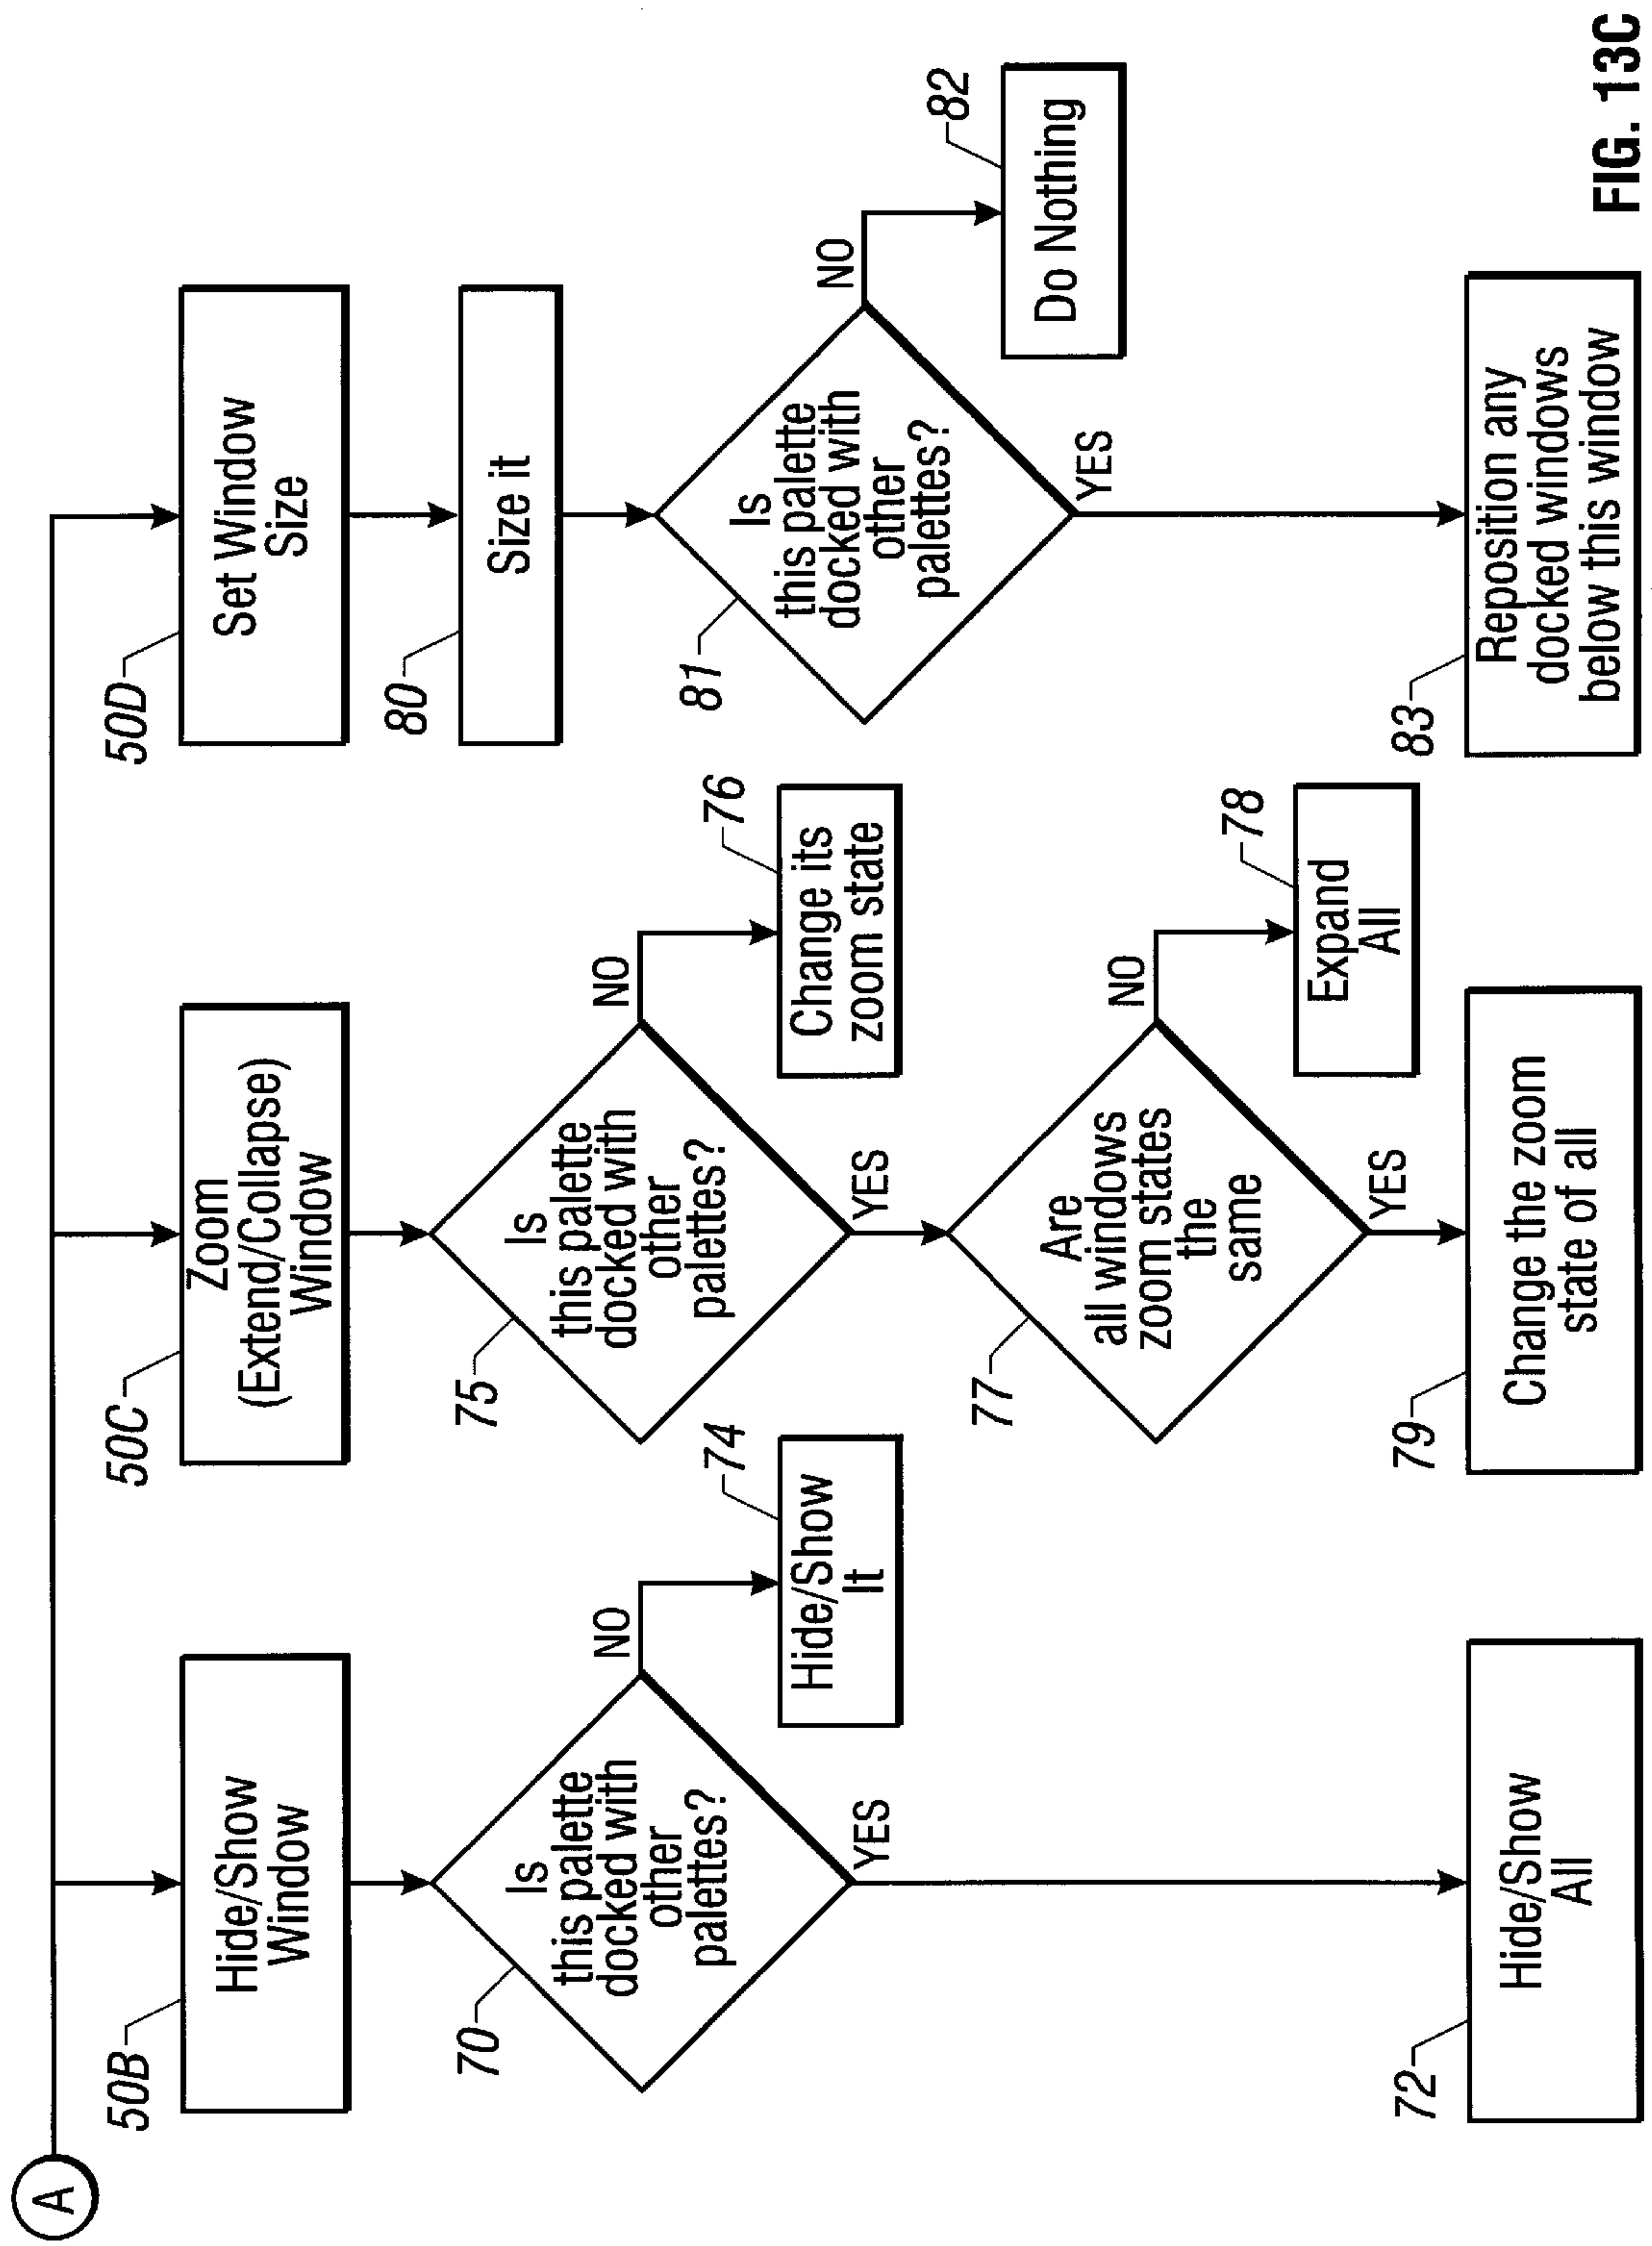 A
50B
Hide/Show
Window
70
Is
this palette
docked with
other
palettes?
NO
74
Hide/Show
It
YES
72
Hide/Show
All
50C
Zoom
(Extend/Collapse)
Window
75
Is
this palette
docked with
other
palettes?
NO
76
Change its
zoom state
YES
77
Are
all windows
zoom states
the
same
NO
78
Expand
All
YES
79
Change the zoom
state of all
50D
Set Window
Size
80
Size it
81
Is
this palette
docked with
other
palettes?
NO
82
Do Nothing
YES
83
Reposition any
docked windows
below this window
FIG. 13C